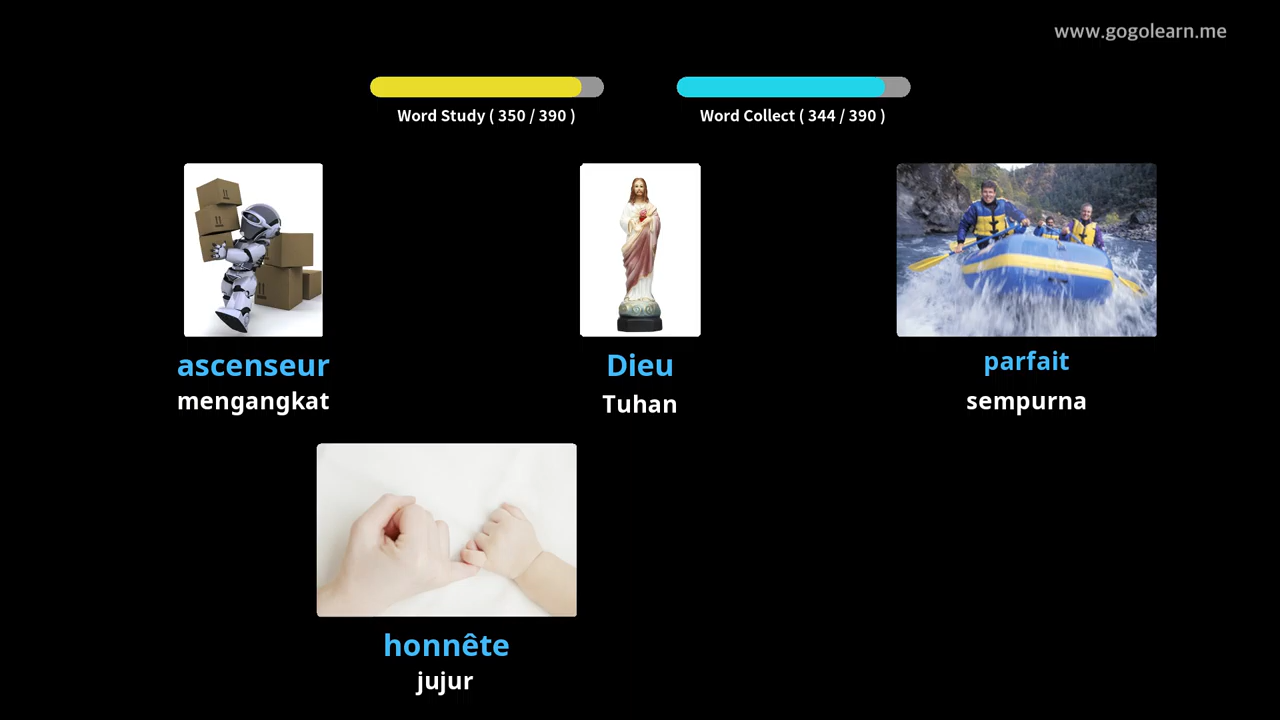 www.gogolearn.me
Word Study ( 350 / 390 )
Word Collect ( 344 / 390 )
ascenseur
mengangkat
Dieu
Tuhan
parfait
sempurna
honnête
jujur